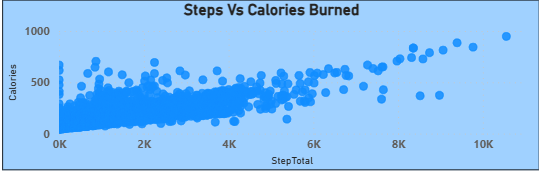 Steps Vs Calories Burned
1000
500
0
Calories
0K 2K 4K 6K 8K 10K
StepTotal